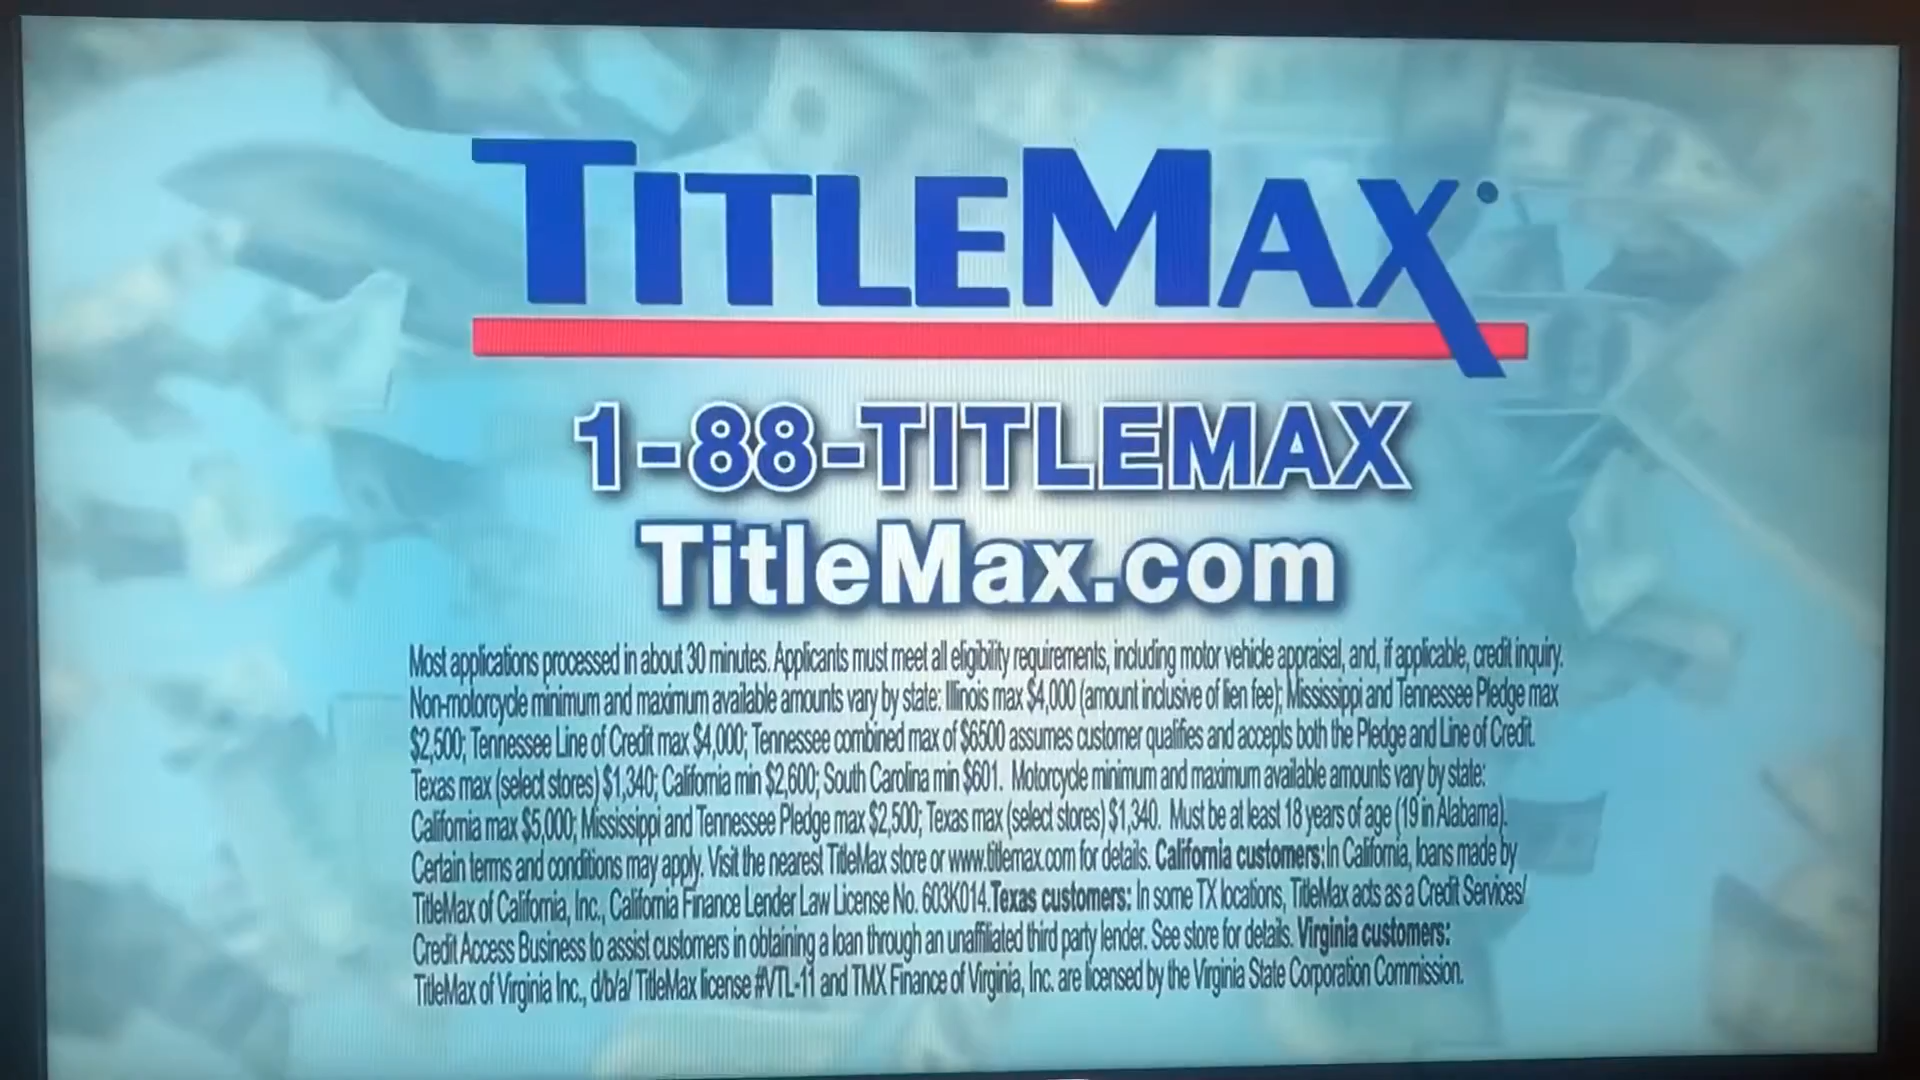 TITLEMAX
1-88-TITLEMAX
TitleMax.com
Most applications processed in about 30 minutes. Applicants must meet all eligibility requirements, including motor vehicle appraisal, and, if applicable, credit inquiry.
Non-motorcycle minimum and maximum available amounts vary by state: Illinois max $4,000 (amount inclusive of lien fee); Mississippi and Tennessee Pledge max
$2,500; Tennessee Line of Credit max $4,000; Tennessee combined max of $6500 assumes customer qualifies and accepts both the Pledge and Line of Credit.
Texas max (select stores) $1,340; California min $2,600; South Carolina min $601. Motorcycle minimum and maximum available amounts vary by state:
California max $5,000; Mississippi and Tennessee Pledge max $2,500; Texas max (select stores) $1,340. Must be at least 18 years of age (19 in Alabama).
Certain terms and conditions may apply. Visit the nearest TitleMax store or www.titlemax.com for details. California customers:In California, loans made by
TitleMax of California, Inc., California Finance Lender Law License No. 603K014.Texas customers: In some TX locations, TitleMax acts as a Credit Services/
Credit Access Business to assist customers in obtaining a loan through an unaffiliated third party lender. See store for details. Virginia customers:
TitleMax of Virginia Inc., d/b/a/ TitleMax license #VTL-11 and TMX Finance of Virginia, Inc. are licensed by the Virginia State Corporation Commission.